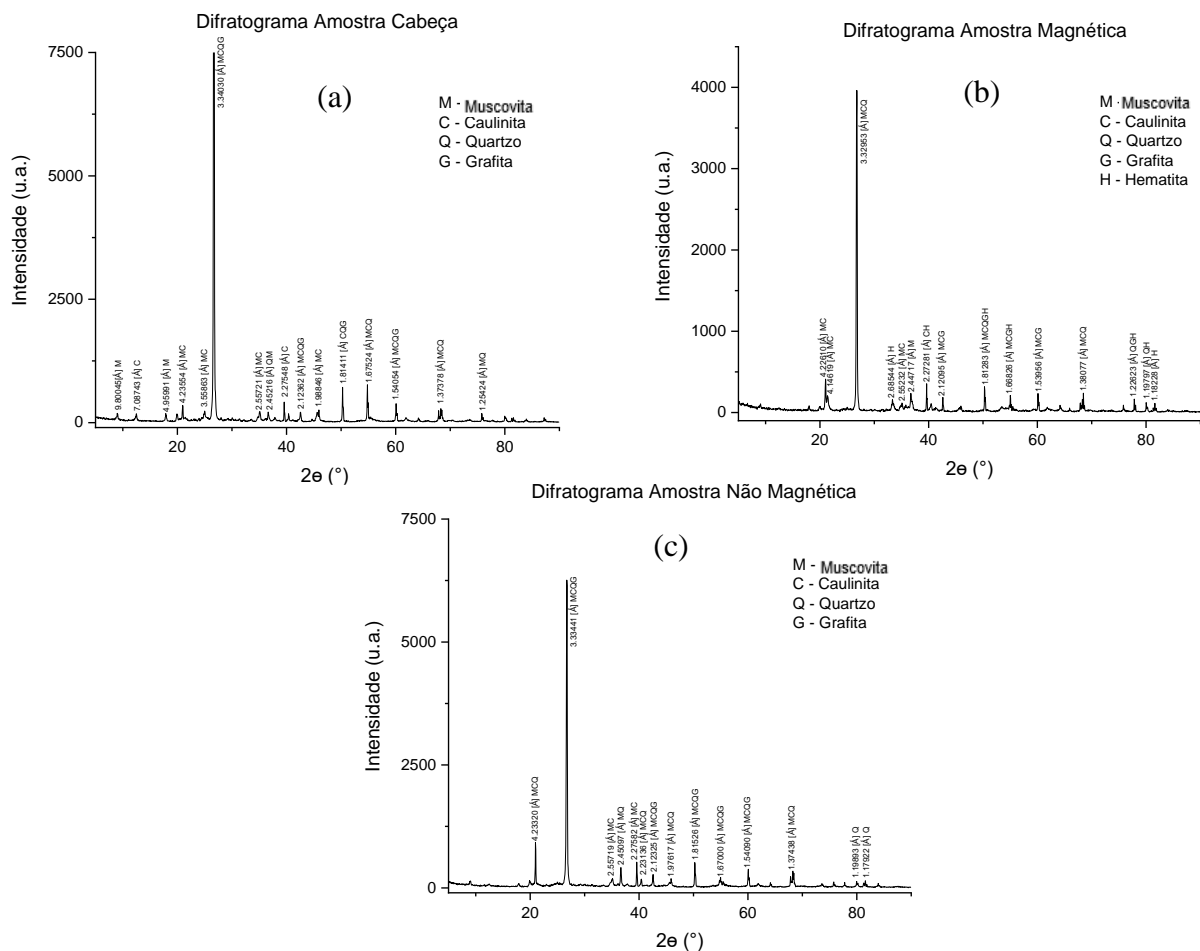 Difratograma Amostra Cabeça
(a)
M - Muscovita
C - Caulinita
Q - Quartzo
G - Grafita
Intensidade (u.a.)
7500
5000
2500
0
9.80045[Å] M
7.08743 [Å] C
4.95991 [Å] M
4.23554 [Å] MC
3.55863 [Å] MC
3.34030 [Å] MCQG
2.55721 [Å] MC
2.45216 [Å] QM
2.27548 [Å] C
2.12362 [Å] MCQG
1.98846 [Å] MC
1.81411 [Å] CQG
1.67524 [Å] MCQ
1.54054 [Å] MCQG
1.37378 [Å] MCQ
1.25424 [Å] MQ
20 40 60 80
2ɵ (°)
Difratograma Amostra Magnética
(b)
M - Muscovita
C - Caulinita
Q - Quartzo
G - Grafita
H - Hematita
Intensidade (u.a.)
4000
3000
2000
1000
0
4.22610 [Å] MC
4.14619 [Å] MC
3.32953 [Å] MCQ
2.68544 [Å] H
2.55232 [Å] MC
2.44717 [Å] M
2.27281 [Å] CH
2.12095 [Å] MCG
1.81283 [Å] MCQGH
1.66826 [Å] MCGH
1.53956 [Å] MCG
1.38077 [Å] MCQ
1.22623 [Å] QGH
1.19797 [Å] QH
1.18228 [Å] H
20 40 60 80
2ɵ (°)
Difratograma Amostra Não Magnética
(c)
M - Muscovita
C - Caulinita
Q - Quartzo
G - Grafita
Intensidade (u.a.)
7500
5000
2500
0
4.23320 [Å] MCQ
3.33441 [Å] MCQG
2.55719 [Å] MC
2.45097 [Å] MQ
2.27582 [Å] MC
2.23136 [Å] MCQ
2.12325 [Å] MCQG
1.97617 [Å] MCQ
1.81526 [Å] MCQG
1.67000 [Å] MCQG
1.54090 [Å] MCQG
1.37438 [Å] MCQ
1.19893 [Å] Q
1.17922 [Å] Q
20 40 60 80
2ɵ (°)